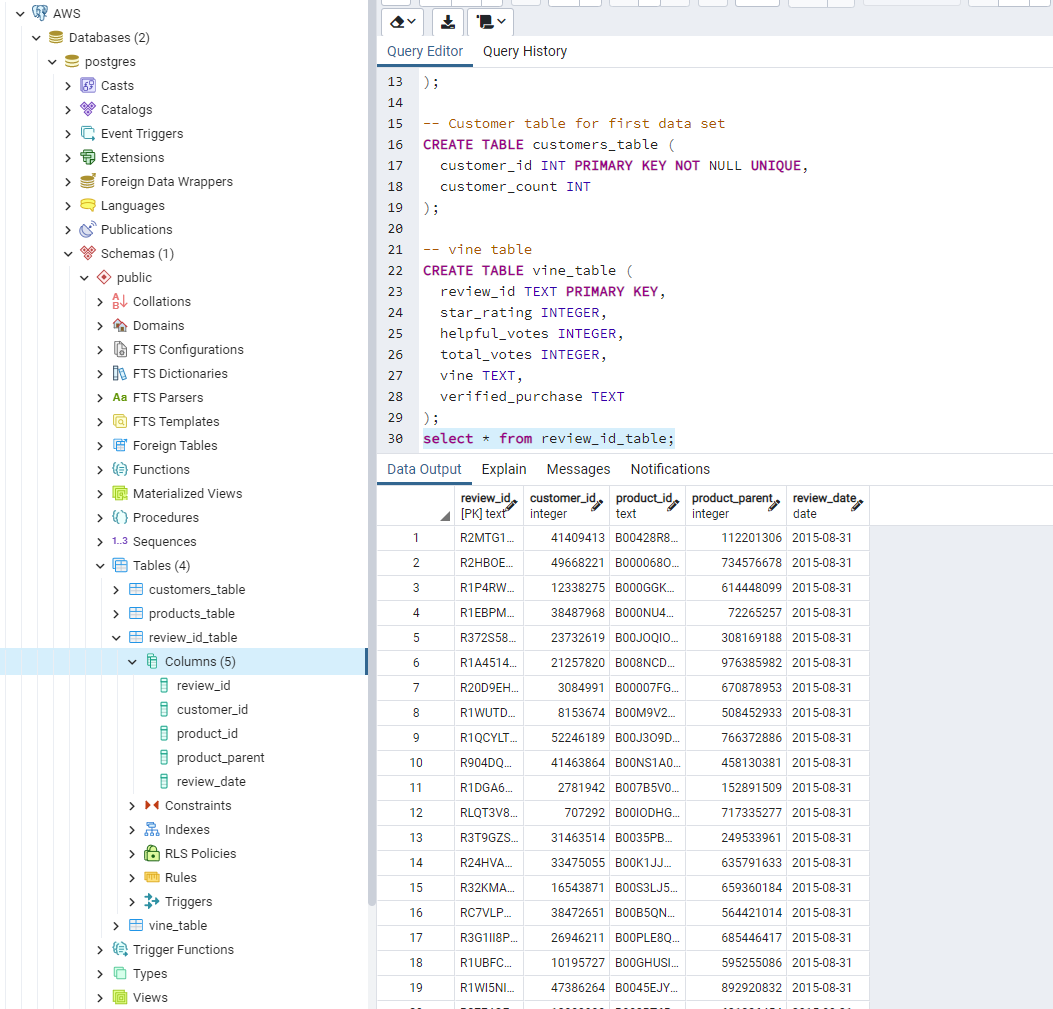 AWS
Databases (2)
postgres
Casts
Catalogs
Event Triggers
Extensions
Foreign Data Wrappers
Languages
Publications
Schemas (1)
public
Collations
Domains
FTS Configurations
FTS Dictionaries
Aa FTS Parsers
FTS Templates
Foreign Tables
Functions
Materialized Views
Procedures
1..3 Sequences
Tables (4)
customers_table
products_table
review_id_table
Columns (5)
review_id
customer_id
product_id
product_parent
review_date
Constraints
Indexes
RLS Policies
Rules
Triggers
vine_table
Trigger Functions
Types
Views
Query Editor Query History
13 );
14
15 -- Customer table for first data set
16 CREATE TABLE customers_table (
17 customer_id INT PRIMARY KEY NOT NULL UNIQUE,
18 customer_count INT
19 );
20
21 -- vine table
22 CREATE TABLE vine_table (
23 review_id TEXT PRIMARY KEY,
24 star_rating INTEGER,
25 helpful_votes INTEGER,
26 total_votes INTEGER,
27 vine TEXT,
28 verified_purchase TEXT
29 );
30 select * from review_id_table;
Data Output Explain Messages Notifications
review_id customer_id product_id product_parent review_date
[PK] text integer text integer date
1 R2MTG1... 41409413 B00428R8... 112201306 2015-08-31
2 R2HBOE... 49668221 B000068O... 734576678 2015-08-31
3 R1P4RW... 12338275 B000GGK... 614448099 2015-08-31
4 R1EBPM... 38487968 B000NU4... 72265257 2015-08-31
5 R372S58... 23732619 B00JOQIO... 308169188 2015-08-31
6 R1A4514... 21257820 B008NCD... 976385982 2015-08-31
7 R20D9EH... 3084991 B00007FG... 670878953 2015-08-31
8 R1WUTD... 8153674 B00M9V2... 508452933 2015-08-31
9 R1QCYLT... 52246189 B00J3O9D... 766372886 2015-08-31
10 R904DQ... 41463864 B00NS1A0... 458130381 2015-08-31
11 R1DGA6... 2781942 B007B5V0... 152891509 2015-08-31
12 RLQT3V8... 707292 B00IODHG... 717335277 2015-08-31
13 R3T9GZS... 31463514 B0035PB... 249533961 2015-08-31
14 R24HVA... 33475055 B00K1JJ... 635791633 2015-08-31
15 R32KMA... 16543871 B00S3LJ5... 659360184 2015-08-31
16 RC7VLP... 38472651 B00B5QN... 564421014 2015-08-31
17 R3G1II8P... 26946211 B00PLE8Q... 685446417 2015-08-31
18 R1UBFC... 10195727 B00GHUSI... 595255086 2015-08-31
19 R1WI5NI... 47386264 B0045EJY... 892920832 2015-08-31